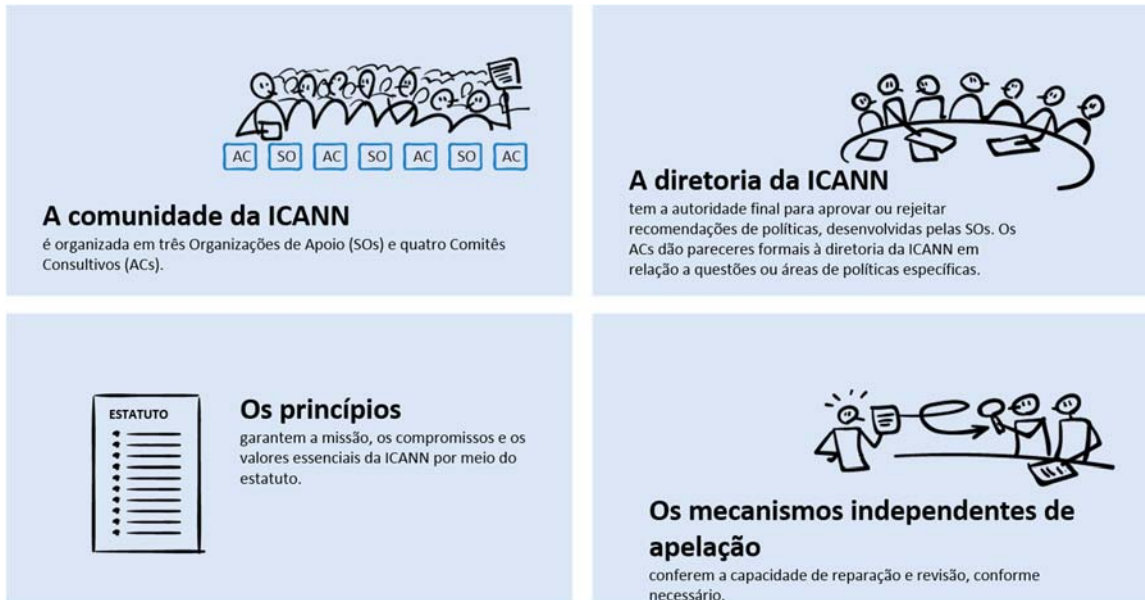 AC SO AC SO AC SO AC
A comunidade da ICANN
é organizada em três Organizações de Apoio (SOs) e quatro Comitês
Consultivos (ACs).
A diretoria da ICANN
tem a autoridade final para aprovar ou rejeitar
recomendações de políticas, desenvolvidas pelas SOs. Os
ACs dão pareceres formais à diretoria da ICANN em
relação a questões ou áreas de políticas específicas.
ESTATUTO
Os princípios
garantem a missão, os compromissos e os
valores essenciais da ICANN por meio do
estatuto.
Os mecanismos independentes de
apelação
conferem a capacidade de reparação e revisão, conforme
necessário.